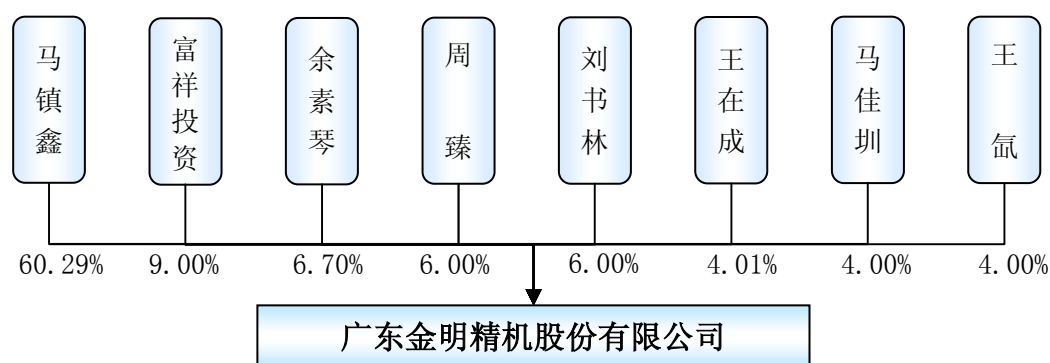 马镇鑫
富祥投资
余素琴
周臻
刘书林
王在成
马佳圳
王氙
60.29%
9.00%
6.70%
6.00%
6.00%
4.01%
4.00%
4.00%
广东金明精机股份有限公司